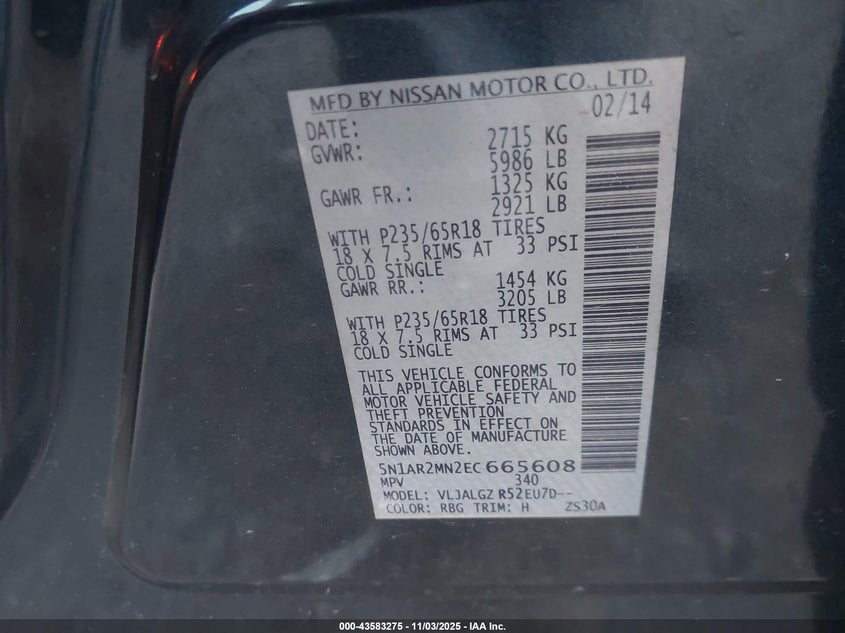 MFD BY NISSAN MOTOR CO., LTD.
DATE: 02/14
GVWR: 2715 KG
5986 LB
GAWR FR.: 1325 KG
2921 LB
WITH P235/65R18 TIRES
18 X 7.5 RIMS AT 33 PSI
COLD SINGLE
GAWR RR.: 1454 KG
3205 LB
WITH P235/65R18 TIRES
18 X 7.5 RIMS AT 33 PSI
COLD SINGLE
THIS VEHICLE CONFORMS TO
ALL APPLICABLE FEDERAL
MOTOR VEHICLE SAFETY AND
THEFT PREVENTION
STANDARDS IN EFFECT ON
THE DATE OF MANUFACTURE
SHOWN ABOVE.
5N1AR2MN2EC665608
MPV 340
MODEL: VLJALGZ R52EU7D--
COLOR: RBG TRIM: H ZS30A
000-43583275 - 11/03/2025 - IAA Inc.